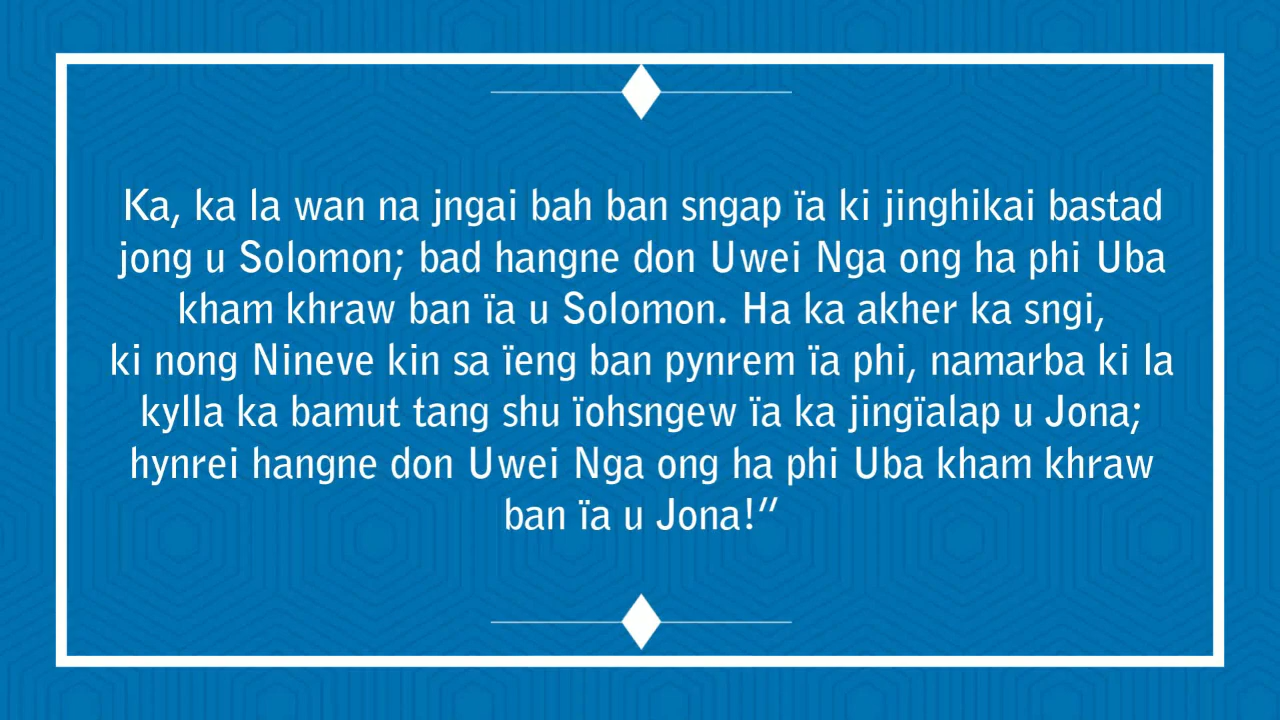 Ka, ka la wan na jngai bah ban sngap ïa ki jinghikai bastad
jong u Solomon; bad hangne don Uwei Nga ong ha phi Uba
kham khraw ban ïa u Solomon. Ha ka akher ka sngi,
ki nong Nineve kin sa ïeng ban pynrem ïa phi, namarba ki la
kylla ka bamut tang shu ïohsngew ïa ka jingïalap u Jona;
hynrei hangne don Uwei Nga ong ha phi Uba kham khraw
ban ïa u Jona!”